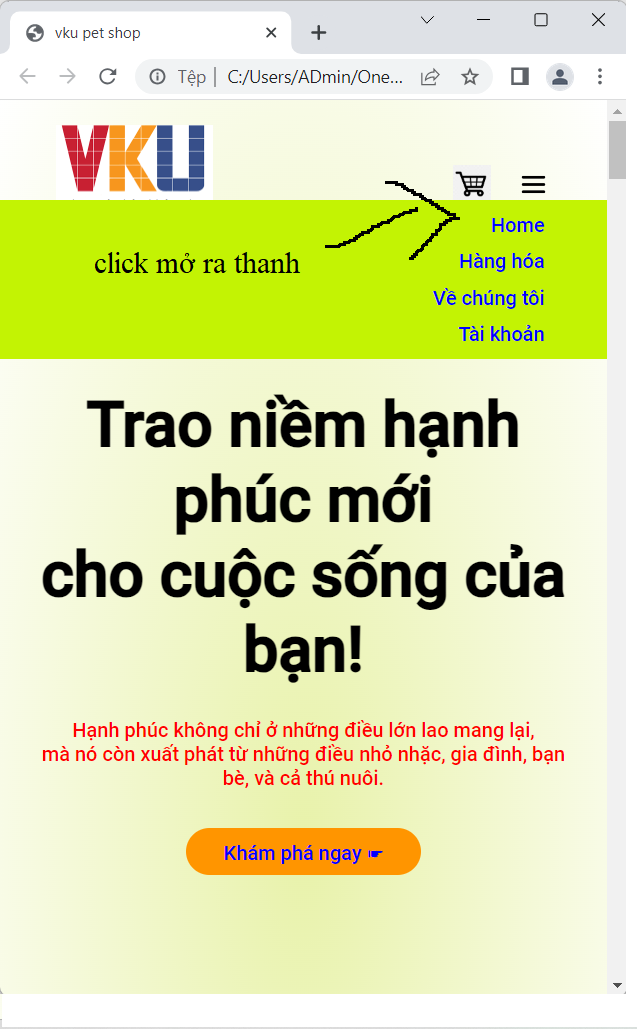 vku pet shop
Tệp
C:/Users/ADmin/One...
VKU
Home
Hàng hóa
Về chúng tôi
Tài khoản
click mở ra thanh
Trao niềm hạnh
phúc mới
cho cuộc sống của
bạn!
Hạnh phúc không chỉ ở những điều lớn lao mang lại,
mà nó còn xuất phát từ những điều nhỏ nhặc, gia đình, bạn
bè, và cả thú nuôi.
Khám phá ngay ☛